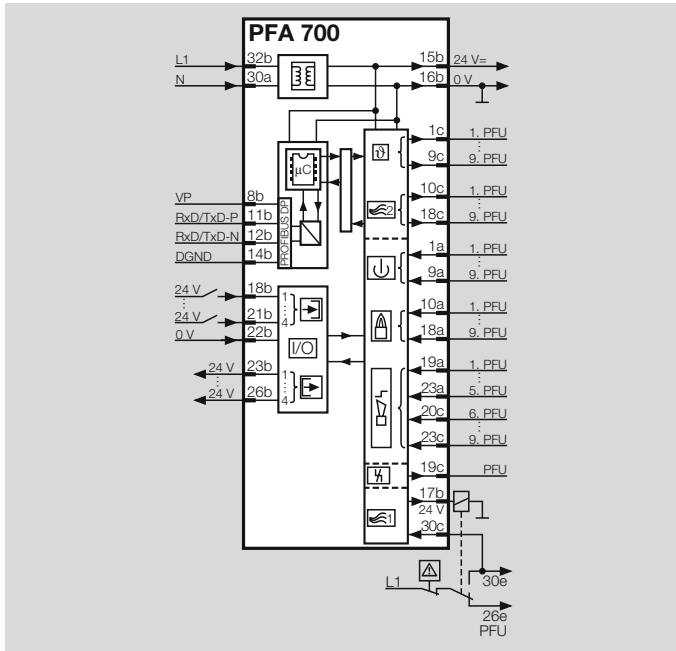 PFA 700
L1 32b 15b 24 V=
N 30a 16b 0 V
1c 1. PFU
ϑ
µC 9c 9. PFU
10c 1. PFU
VP 8b 2
RxD/TxD-P 11b 18c 9. PFU
RxD/TxD-N 12b
PROFIBUS DP
DGND 14b 1a 1. PFU
9a 9. PFU
24 V 18b 1
10a 1. PFU
24 V 21b 4
0 V 22b 18a 9. PFU
I/O
24 V 23b 1 19a 1. PFU
24 V 26b 4 23a 5. PFU
20c 6. PFU
23c 9. PFU
19c PFU
17b
24 V
1
30c
L1 30e
26e
PFU